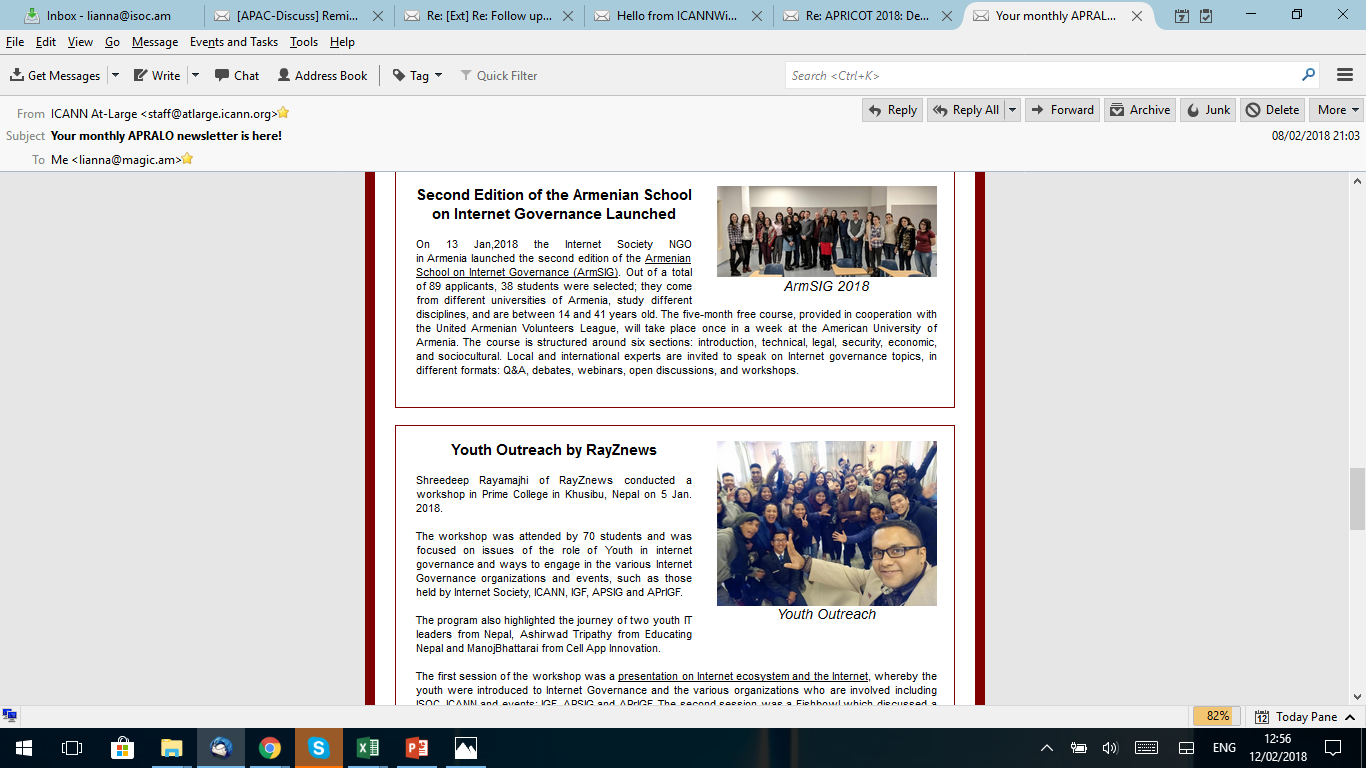 Inbox - lianna@isoc.am
[APAC-Discuss] Remi...
Re: [Ext] Re: Follow up...
Hello from ICANNWi...
Re: APRICOT 2018: De...
Your monthly APRAL...
File Edit View Go Message Events and Tasks Tools Help
Get Messages Write Chat Address Book Tag Quick Filter Search <Ctrl+K>
From ICANN At-Large <staff@atlarge.icann.org> Reply Reply All Forward Archive Junk Delete More
Subject Your monthly APRALO newsletter is here! 08/02/2018 21:03
To Me <lianna@magic.am>
Second Edition of the Armenian School
on Internet Governance Launched
On 13 Jan,2018 the Internet Society NGO
in Armenia launched the second edition of the Armenian
School on Internet Governance (ArmSIG). Out of a total
of 89 applicants, 38 students were selected; they come
from different universities of Armenia, study different
disciplines, and are between 14 and 41 years old. The five-month free course, provided in cooperation with
the United Armenian Volunteers League, will take place once in a week at the American University of
Armenia. The course is structured around six sections: introduction, technical, legal, security, economic,
and sociocultural. Local and international experts are invited to speak on Internet governance topics, in
different formats: Q&A, debates, webinars, open discussions, and workshops.
ArmSIG 2018
Youth Outreach by RayZnews
Shreedeep Rayamajhi of RayZnews conducted a
workshop in Prime College in Khusibu, Nepal on 5 Jan.
2018.
The workshop was attended by 70 students and was
focused on issues of the role of Youth in internet
governance and ways to engage in the various Internet
Governance organizations and events, such as those
held by Internet Society, ICANN, IGF, APSIG and APrIGF.
The program also highlighted the journey of two youth IT
leaders from Nepal, Ashirwad Tripathy from Educating
Nepal and ManojBhattarai from Cell App Innovation.
Youth Outreach
The first session of the workshop was a presentation on Internet ecosystem and the Internet, whereby the
youth were introduced to Internet Governance and the various organizations who are involved including
ISOC, ICANN and events: IGF, APSIG and APrIGF. The second session was a Fishbowl which discussed a
82% 12 Today Pane
ENG
12:56
12/02/2018